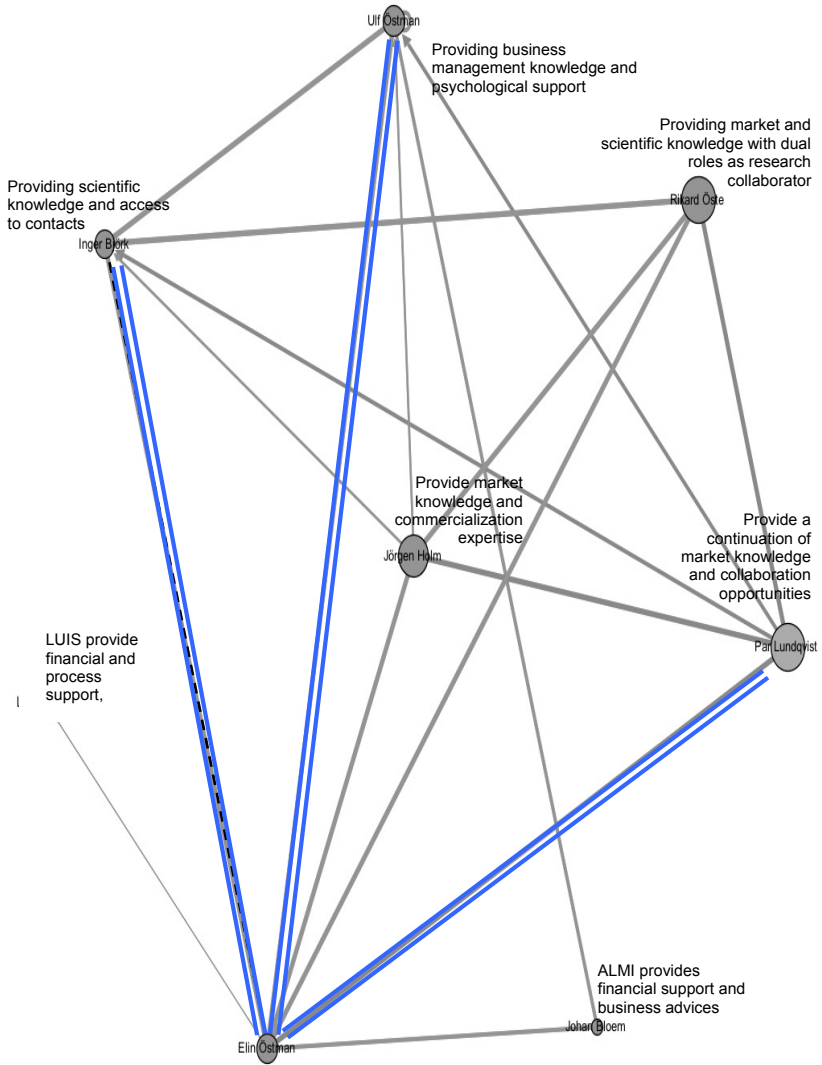 Ulf Östman
Providing business
management knowledge and
psychological support
Providing market and
scientific knowledge with dual
roles as research
collaborator
Rikard Öste
Providing scientific
knowledge and access
to contacts
Inger Björk
Provide market
knowledge and
commercialization
expertise
Jörgen Holm
Provide a
continuation of
market knowledge
and collaboration
opportunities
Par Lundqvist
LUIS provide
financial and
process
support,
ALMI provides
financial support and
business advices
Johan Bloem
Elin Östman